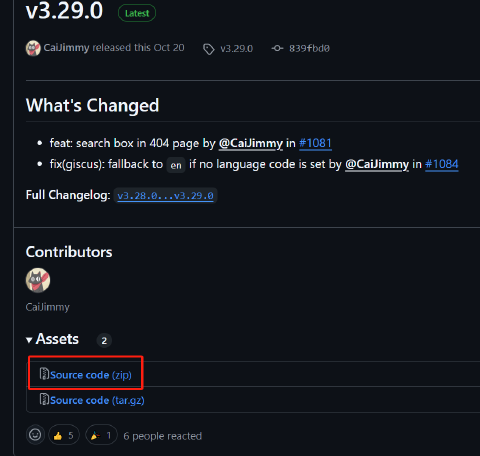 v3.29.0 Latest
CaiJimmy released this Oct 20 v3.29.0 839fbd0
What's Changed
feat: search box in 404 page by @CaiJimmy in #1081
fix(giscus): fallback to en if no language code is set by @CaiJimmy in #1084
Full Changelog: v3.28.0...v3.29.0
Contributors
CaiJimmy
Assets 2
Source code (zip)
Source code (tar.gz)
5 1 6 people reacted